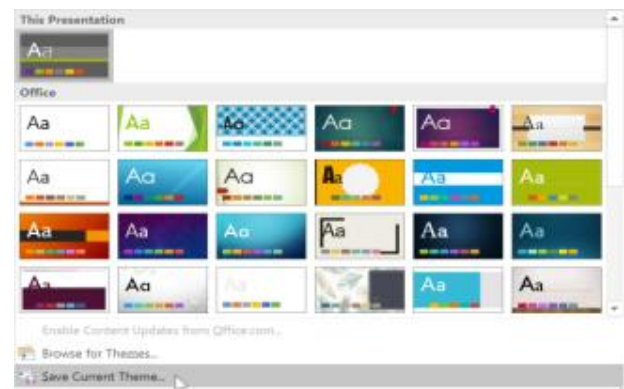 This Presentation
Aa
Office
Aa Aa Aa Aa Aa Aa
Aa Aa Aa Aa Aa Aa
Aa Aa Aa Aa Aa Aa
Aa Aa Aa Aa Aa Aa
Enable Content Updates from Office.com...
Browse for Themes...
Save Current Theme...